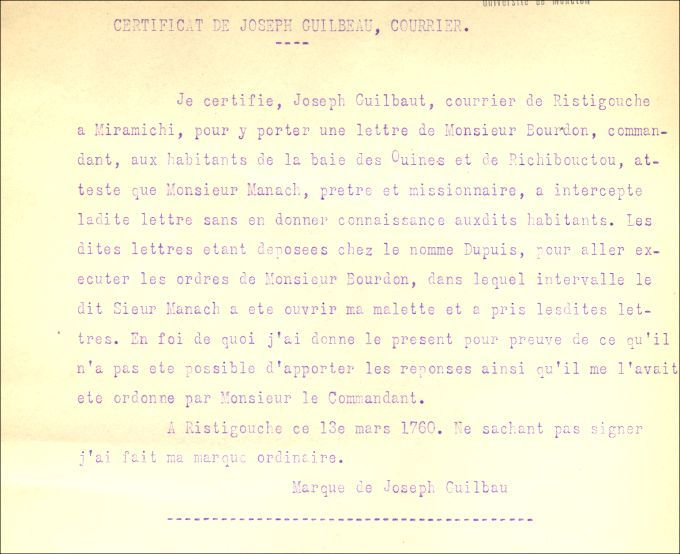 Université de Moncton
CERTIFICAT DE JOSEPH GUILBEAU, COURRIER.
----
Je certifie, Joseph Guilbaut, courrier de Ristigouche
a Miramichi, pour y porter une lettre de Monsieur Bourdon, comman-
dant, aux habitants de la baie des Ouines et de Richibouctou, at-
teste que Monsieur Manach, pretre et missionnaire, a intercepte
ladite lettre sans en donner connaissance auxdits habitants. Les
dites lettres etant deposees chez le nomme Dupuis, pour aller ex-
ecuter les ordres de Monsieur Bourdon, dans lequel intervalle le
dit Sieur Manach a ete ouvrir ma malette et a pris lesdites let-
tres. En foi de quoi j'ai donne le present pour preuve de ce qu'il
n'a pas ete possible d'apporter les reponses ainsi qu'il me l'avait
ete ordonne par Monsieur le Commandant.
A Ristigouche ce 13e mars 1760. Ne sachant pas signer
j'ai fait ma marque ordinaire.
Marque de Joseph Guilbau
------------------------------------